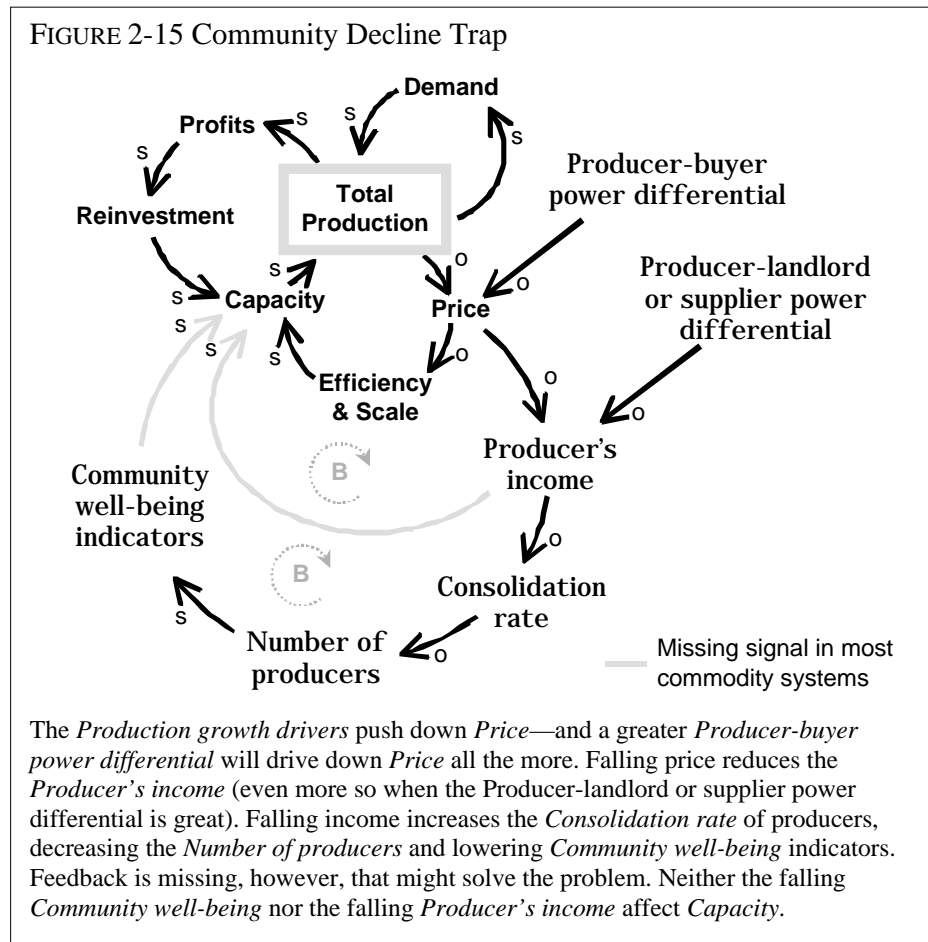 FIGURE 2-15 Community Decline Trap
Demand
s
s
Profits
s
s
Total
Production
Producer-buyer
power differential
Reinvestment
s
Capacity
s
o
Price
o
Producer-landlord
or supplier power
differential
s
s
s
o
Efficiency
& Scale
o
o
Producer's
income
Community
well-being
indicators
B
o
B
Consolidation
rate
s
Number of
producers
o
Missing signal in most
commodity systems
The Production growth drivers push down Price—and a greater Producer-buyer
power differential will drive down Price all the more. Falling price reduces the
Producer's income (even more so when the Producer-landlord or supplier power
differential is great). Falling income increases the Consolidation rate of producers,
decreasing the Number of producers and lowering Community well-being indicators.
Feedback is missing, however, that might solve the problem. Neither the falling
Community well-being nor the falling Producer's income affect Capacity.